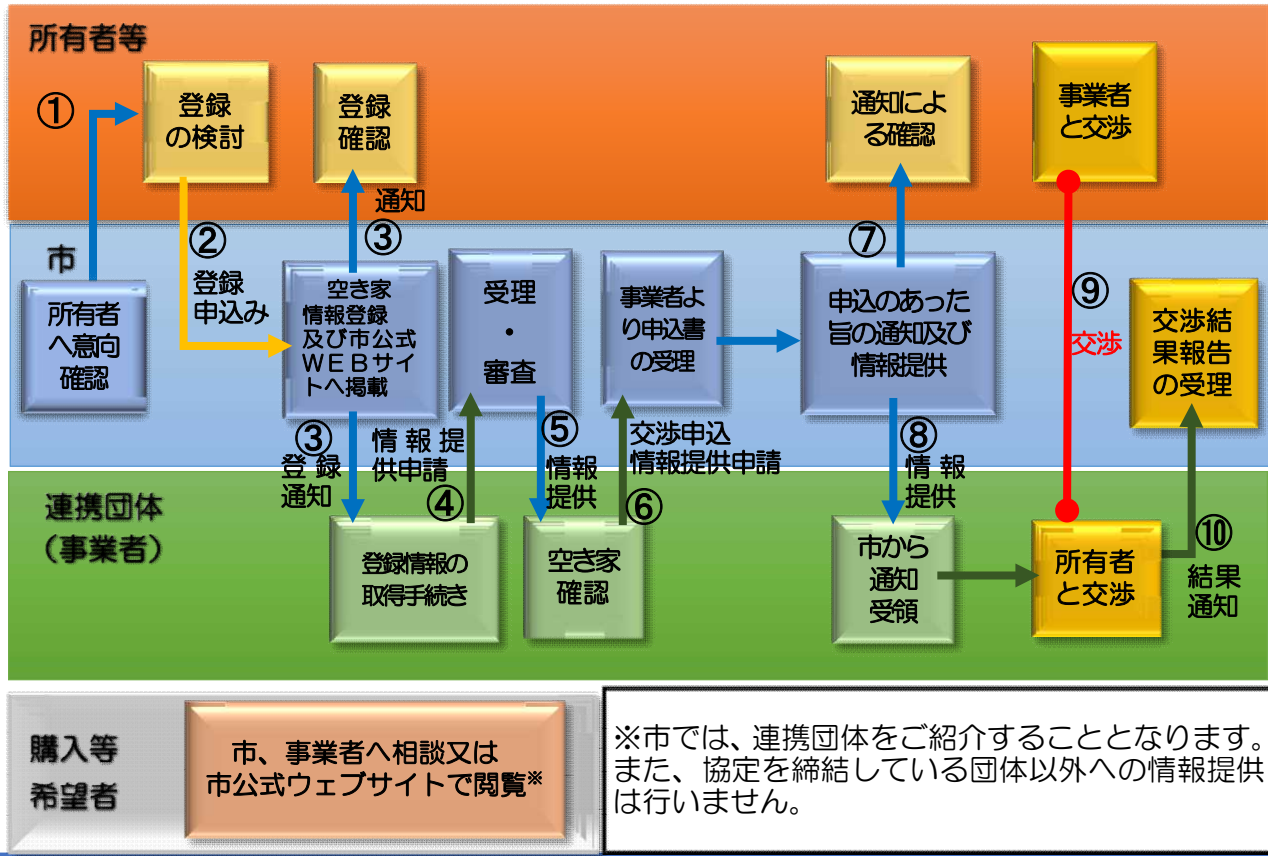 所有者等
①
登録
の検討
登録
確認
通知によ
る確認
事業者
と交渉
通知
市
②
登録
申込み
③
⑦
⑨
交渉
所有者
へ意向
確認
空き家
情報登録
及び市公式
ＷＥＢサイ
トへ掲載
受理
・
審査
事業者よ
り申込書
の受理
申込のあった
旨の通知及び
情報提供
交渉結
果報告
の受理
③
登 録
通知
情 報 提
供申請
④
⑤
情報
提供
交渉申込
情報提供申請
⑥
⑧
情 報
提供
連携団体
（事業者）
登録情報の
取得手続き
空き家
確認
市から
通知
受領
所有者
と交渉
⑩
結果
通知
購入等
希望者
市、事業者へ相談又は
市公式ウェブサイトで閲覧※
※市では、連携団体をご紹介することとなります。
また、協定を締結している団体以外への情報提供
は行いません。